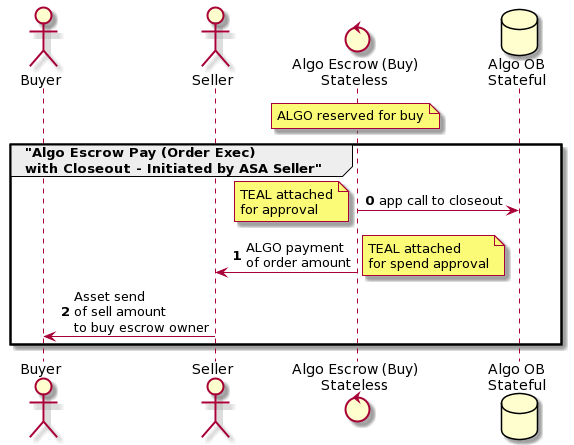 Buyer
Seller
Algo Escrow (Buy)
Stateless
Algo OB
Stateful
ALGO reserved for buy
"Algo Escrow Pay (Order Exec)
with Closeout - Initiated by ASA Seller"
TEAL attached
for approval
0 app call to closeout
ALGO payment
1 of order amount
TEAL attached
for spend approval
Asset send
2 of sell amount
to buy escrow owner
Buyer
Seller
Algo Escrow (Buy)
Stateless
Algo OB
Stateful